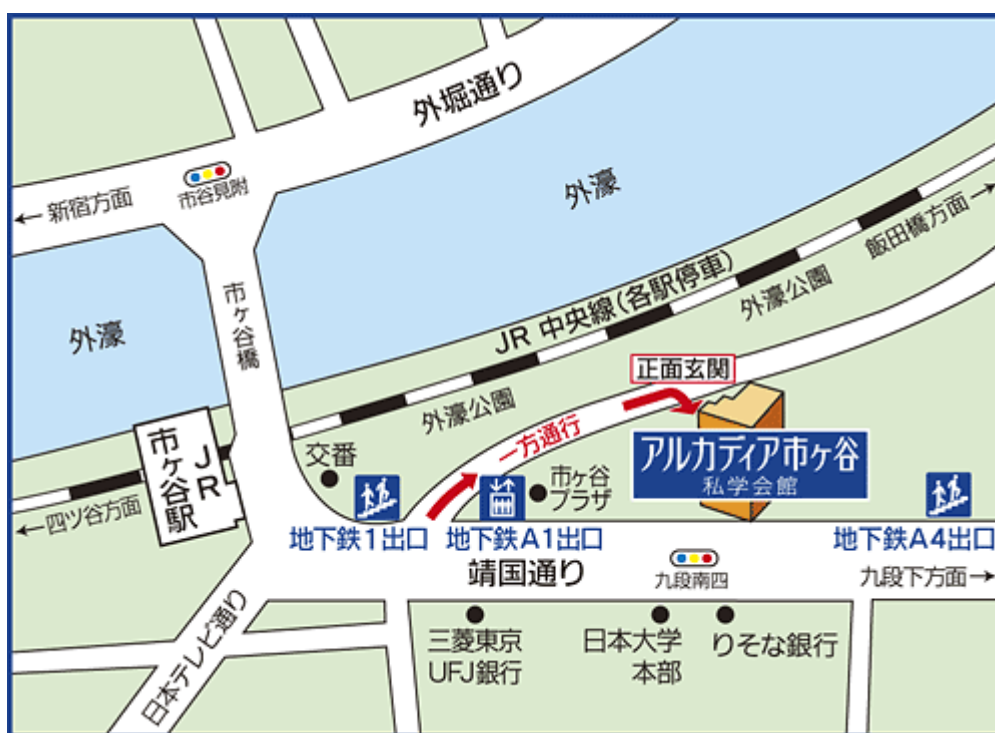 外堀通り
市谷見附
←新宿方面
外濠
飯田橋方面→
市ヶ谷橋
外濠
JR 中央線(各駅停車)
外濠公園
正面玄関
外濠公園
一方通行
アルカディア市ヶ谷
私学会館
JR
市ヶ谷駅
交番
市ヶ谷
プラザ
←四ツ谷方面
地下鉄1出口
地下鉄A1出口
地下鉄A4出口
靖国通り
九段南四
九段下方面→
日本テレビ通り
三菱東京
UFJ銀行
日本大学
本部
りそな銀行